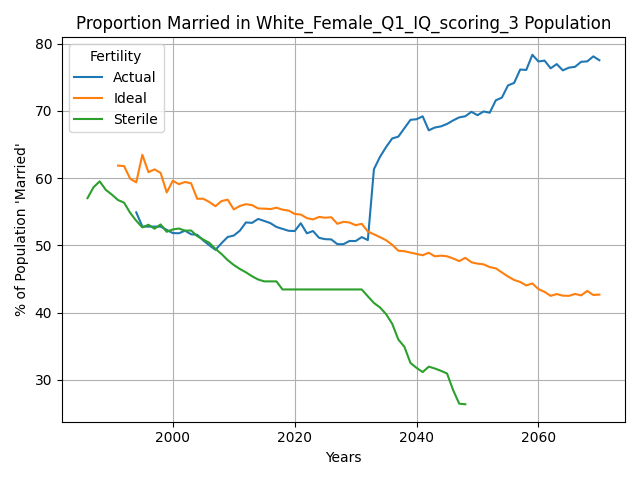 Proportion Married in White_Female_Q1_IQ_scoring_3 Population
Fertility
Actual
Ideal
Sterile
% of Population 'Married'
80
70
60
50
40
30
2000
2020
2040
2060
Years